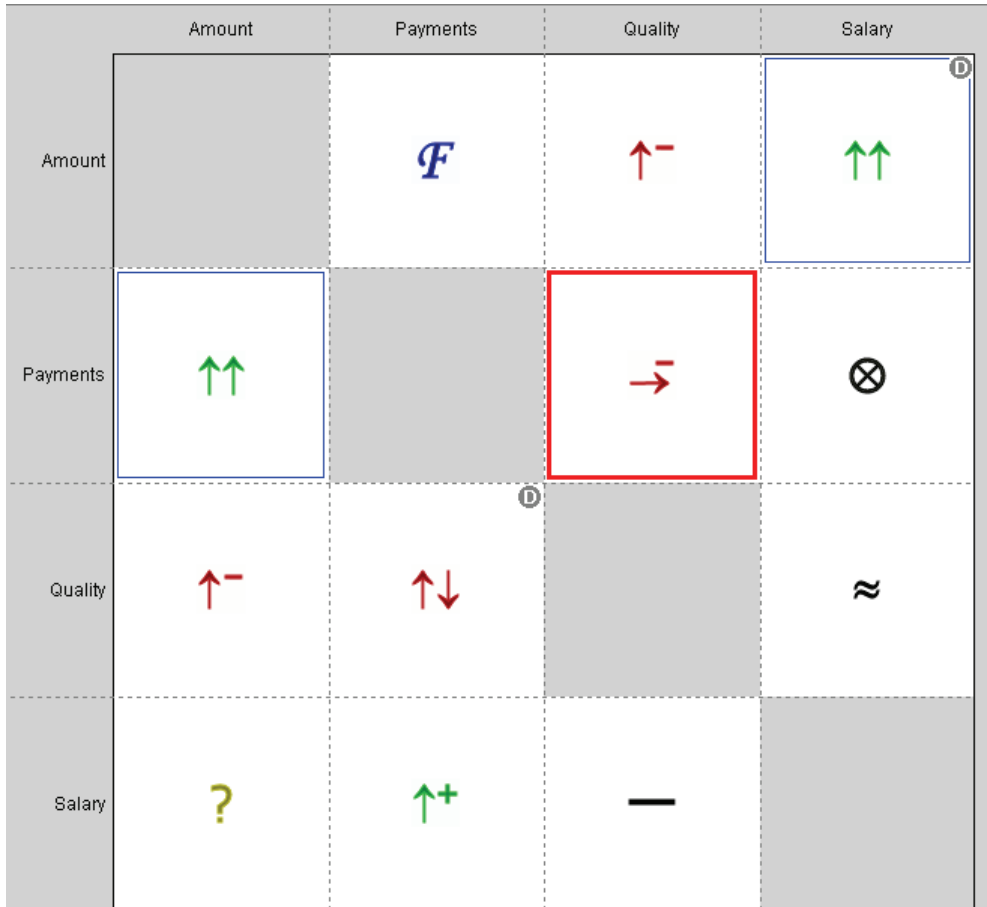 Amount Payments Quality Salary
D
Amount ℱ ↑− ↑↑
Payments ↑↑ →− ⊗
D
Quality ↑− ↑↓ ≈
Salary ? ↑+ —